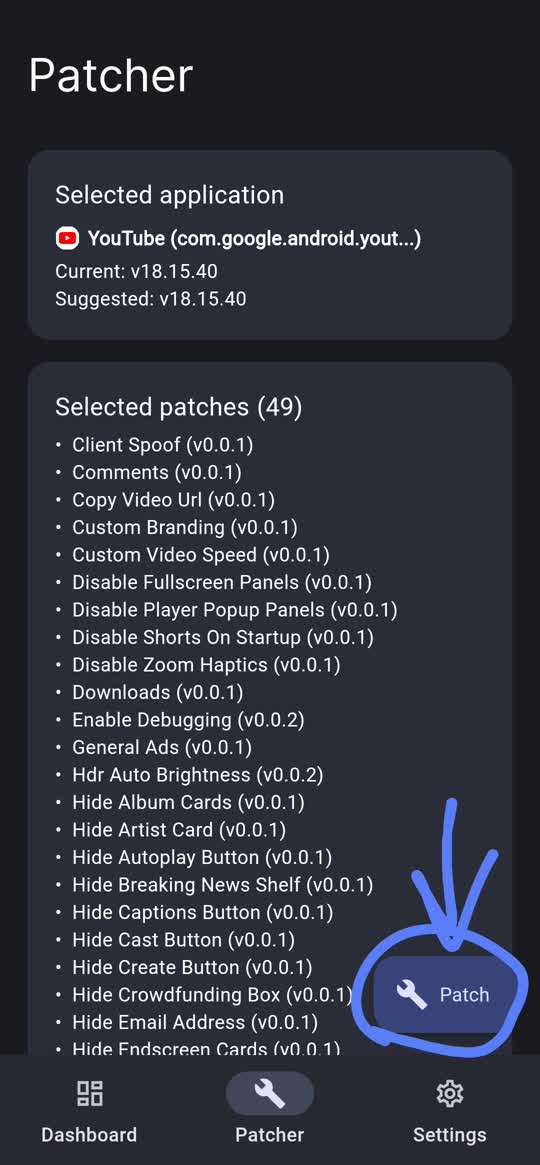 Patcher
Selected application
YouTube (com.google.android.yout...)
Current: v18.15.40
Suggested: v18.15.40
Selected patches (49)
• Client Spoof (v0.0.1)
• Comments (v0.0.1)
• Copy Video Url (v0.0.1)
• Custom Branding (v0.0.1)
• Custom Video Speed (v0.0.1)
• Disable Fullscreen Panels (v0.0.1)
• Disable Player Popup Panels (v0.0.1)
• Disable Shorts On Startup (v0.0.1)
• Disable Zoom Haptics (v0.0.1)
• Downloads (v0.0.1)
• Enable Debugging (v0.0.2)
• General Ads (v0.0.1)
• Hdr Auto Brightness (v0.0.2)
• Hide Album Cards (v0.0.1)
• Hide Artist Card (v0.0.1)
• Hide Autoplay Button (v0.0.1)
• Hide Breaking News Shelf (v0.0.1)
• Hide Captions Button (v0.0.1)
• Hide Cast Button (v0.0.1)
• Hide Create Button (v0.0.1)
• Hide Crowdfunding Box (v0.0.1)
Patch
• Hide Email Address (v0.0.1)
• Hide Endscreen Cards (v0.0.1)
Dashboard
Patcher
Settings